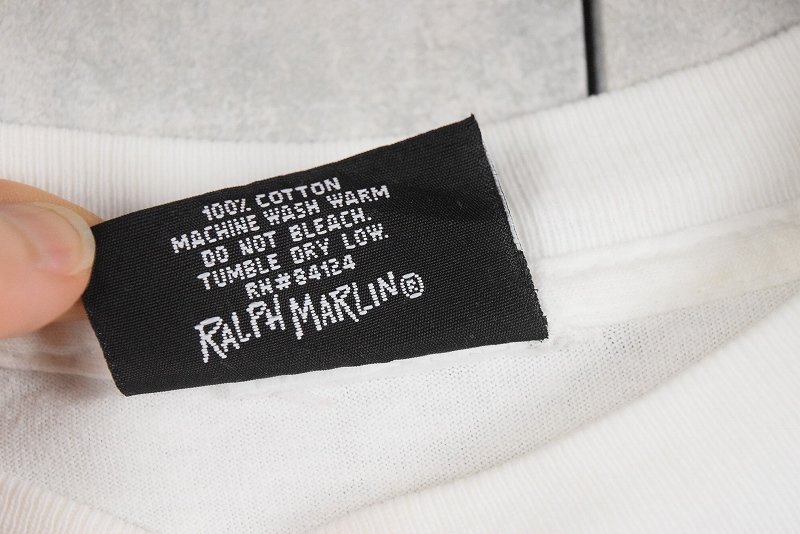 100% COTTON
MACHINE WASH WARM
DO NOT BLEACH.
TUMBLE DRY LOW.
RN#84124
RALPH MARLIN®